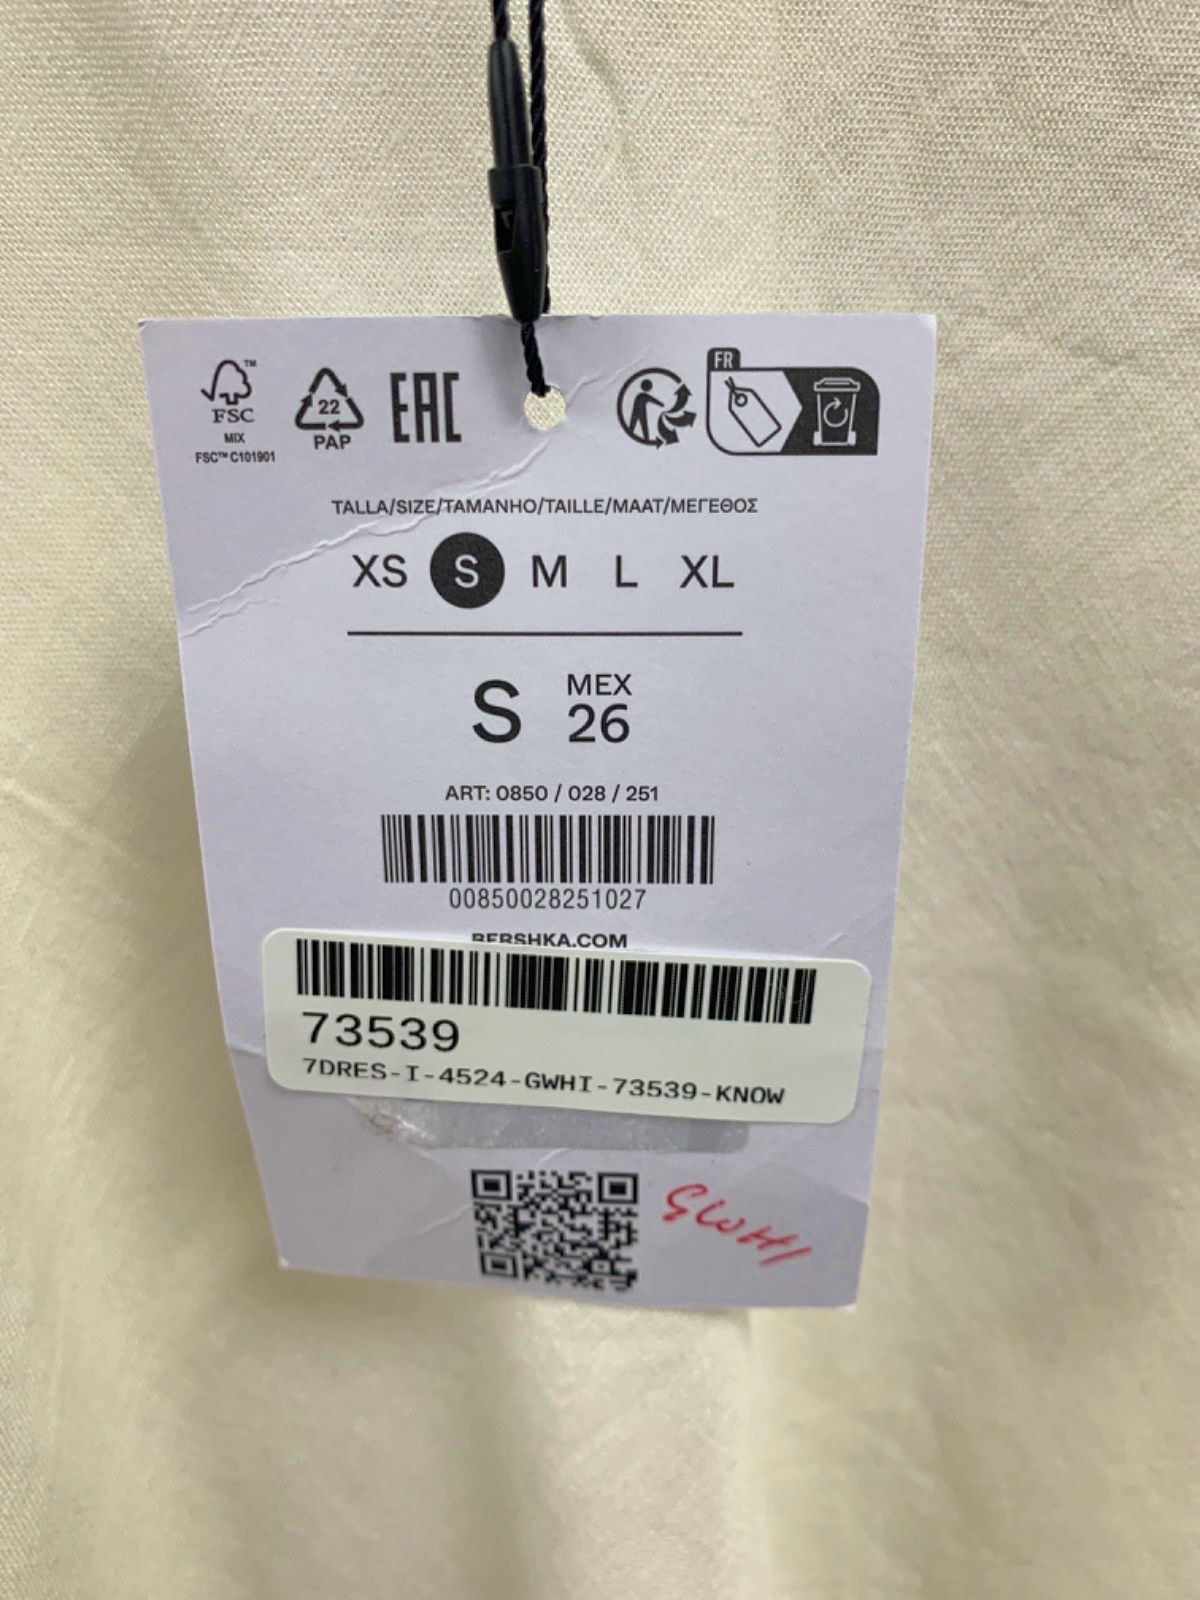 FSC™
MIX
FSC™ C101901
22
PAP
EAC
FR
TALLA/SIZE/TAMANHO/TAILLE/MAAT/ΜΕΓΕΘΟΣ
XS S M L XL
S MEX 26
ART: 0850 / 028 / 251
00850028251027
BERSHKA.COM
73539
7DRES-I-4524-GWHI-73539-KNOW
GWHI